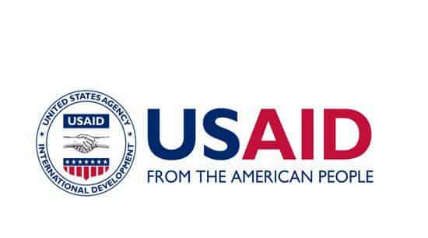 UNITED STATES AGENCY
USAID
INTERNATIONAL DEVELOPMENT
USAID
FROM THE AMERICAN PEOPLE